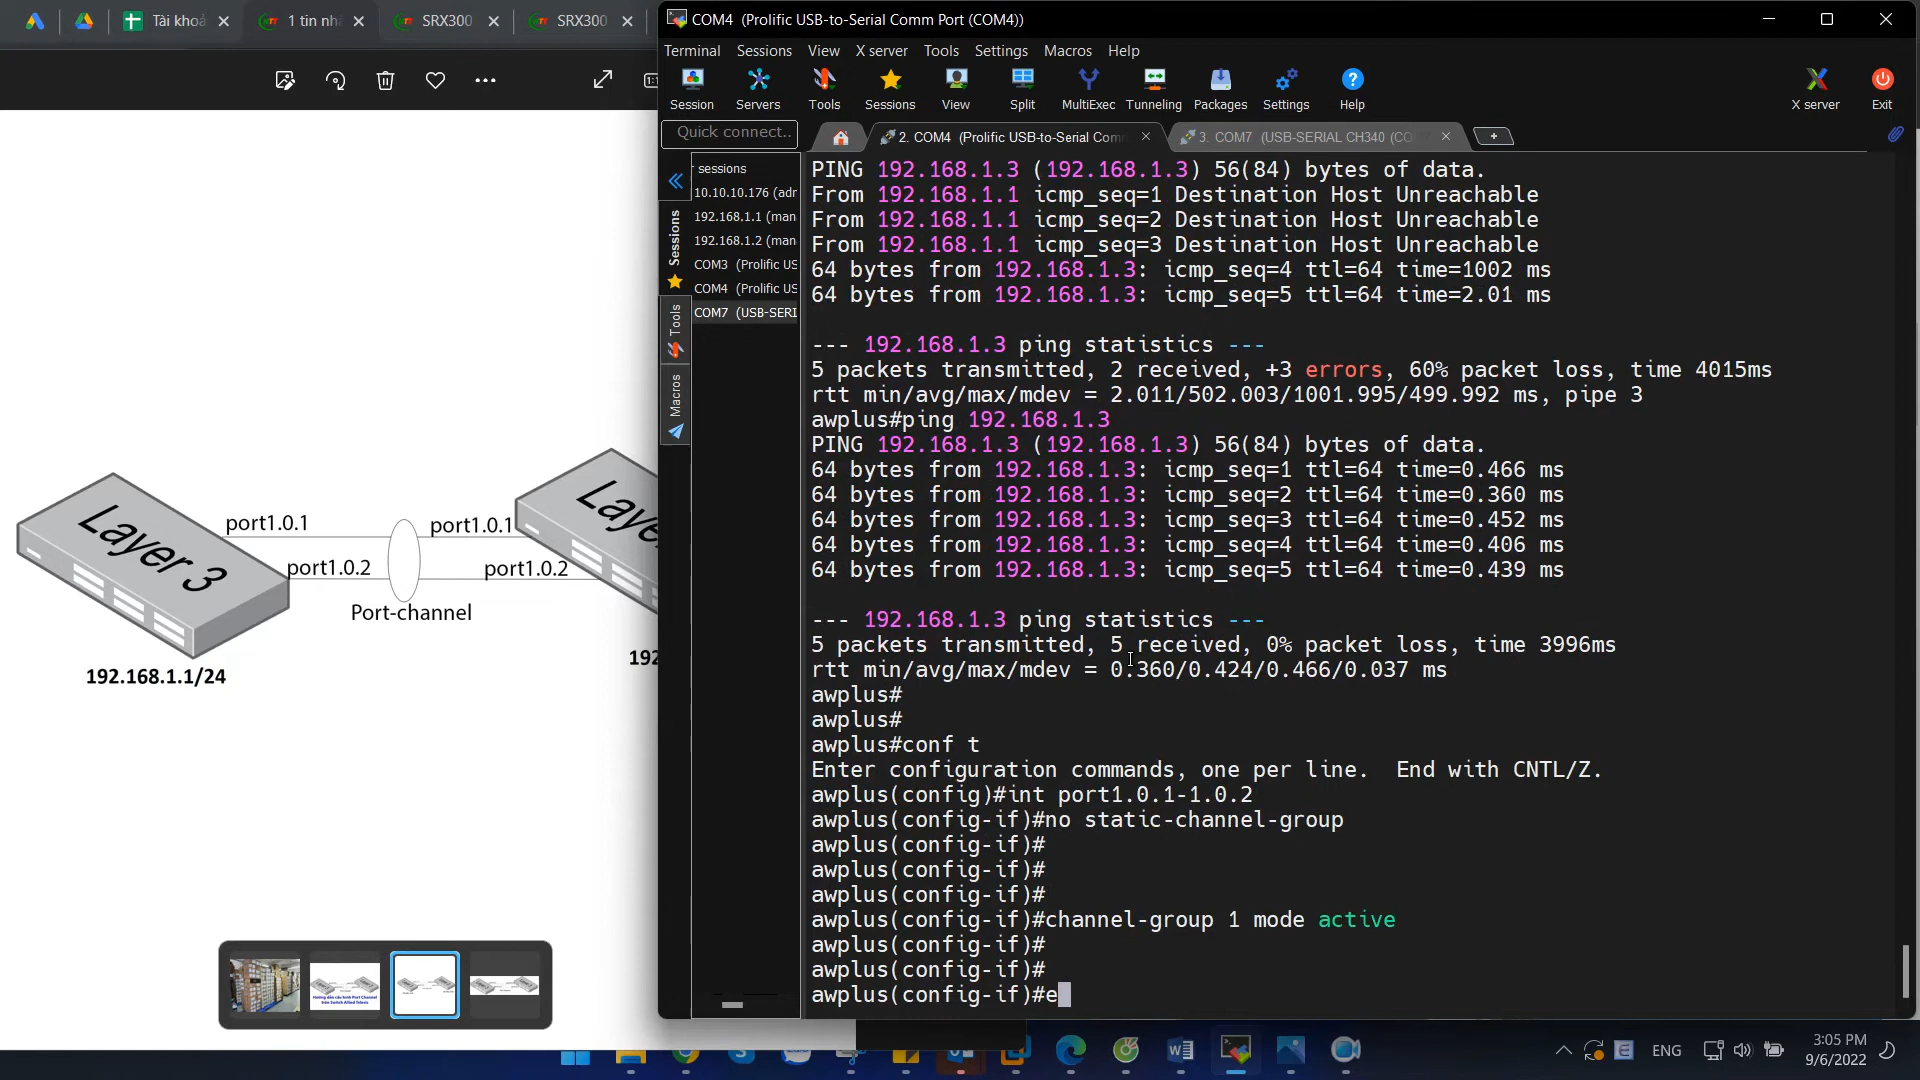 Tài khoả
1 tin nhắ
SRX300
SRX300
COM4 (Prolific USB-to-Serial Comm Port (COM4))
Terminal Sessions View X server Tools Settings Macros Help
Session Servers Tools Sessions View Split MultiExec Tunneling Packages Settings Help X server Exit
Quick connect..
2. COM4 (Prolific USB-to-Serial Com
3. COM7 (USB-SERIAL CH340 (CO
sessions
10.10.10.176 (adr
192.168.1.1 (man
192.168.1.2 (man
COM3 (Prolific US
COM4 (Prolific US
COM7 (USB-SERI
Sessions
Tools
Macros
PING 192.168.1.3 (192.168.1.3) 56(84) bytes of data.
From 192.168.1.1 icmp_seq=1 Destination Host Unreachable
From 192.168.1.1 icmp_seq=2 Destination Host Unreachable
From 192.168.1.1 icmp_seq=3 Destination Host Unreachable
64 bytes from 192.168.1.3: icmp_seq=4 ttl=64 time=1002 ms
64 bytes from 192.168.1.3: icmp_seq=5 ttl=64 time=2.01 ms
--- 192.168.1.3 ping statistics ---
5 packets transmitted, 2 received, +3 errors, 60% packet loss, time 4015ms
rtt min/avg/max/mdev = 2.011/502.003/1001.995/499.992 ms, pipe 3
awplus#ping 192.168.1.3
PING 192.168.1.3 (192.168.1.3) 56(84) bytes of data.
64 bytes from 192.168.1.3: icmp_seq=1 ttl=64 time=0.466 ms
64 bytes from 192.168.1.3: icmp_seq=2 ttl=64 time=0.360 ms
64 bytes from 192.168.1.3: icmp_seq=3 ttl=64 time=0.452 ms
64 bytes from 192.168.1.3: icmp_seq=4 ttl=64 time=0.406 ms
64 bytes from 192.168.1.3: icmp_seq=5 ttl=64 time=0.439 ms
--- 192.168.1.3 ping statistics ---
5 packets transmitted, 5 received, 0% packet loss, time 3996ms
rtt min/avg/max/mdev = 0.360/0.424/0.466/0.037 ms
awplus#
awplus#
awplus#conf t
Enter configuration commands, one per line. End with CNTL/Z.
awplus(config)#int port1.0.1-1.0.2
awplus(config-if)#no static-channel-group
awplus(config-if)#
awplus(config-if)#
awplus(config-if)#
awplus(config-if)#channel-group 1 mode active
awplus(config-if)#
awplus(config-if)#
awplus(config-if)#e
Layer 3
port1.0.1
port1.0.2
Port-channel
port1.0.1
port1.0.2
Laye
192.168.1.1/24
192
Hướng dẫn cấu hình Port Channel
trên Switch Allied Telesis
ENG
3:05 PM
9/6/2022